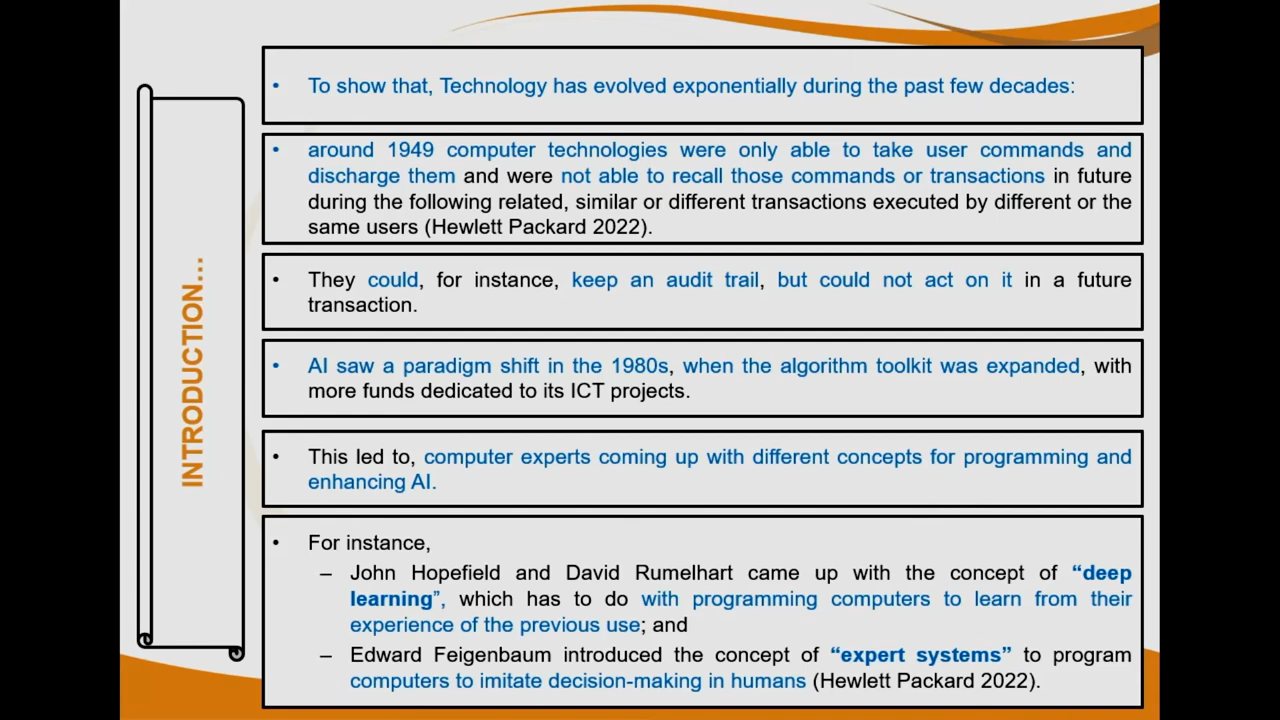 INTRODUCTION…
• To show that, Technology has evolved exponentially during the past few decades:
• around 1949 computer technologies were only able to take user commands and
discharge them and were not able to recall those commands or transactions in future
during the following related, similar or different transactions executed by different or the
same users (Hewlett Packard 2022).
• They could, for instance, keep an audit trail, but could not act on it in a future
transaction.
• AI saw a paradigm shift in the 1980s, when the algorithm toolkit was expanded, with
more funds dedicated to its ICT projects.
• This led to, computer experts coming up with different concepts for programming and
enhancing AI.
• For instance,
– John Hopefield and David Rumelhart came up with the concept of “deep
learning”, which has to do with programming computers to learn from their
experience of the previous use; and
– Edward Feigenbaum introduced the concept of “expert systems” to program
computers to imitate decision-making in humans (Hewlett Packard 2022).